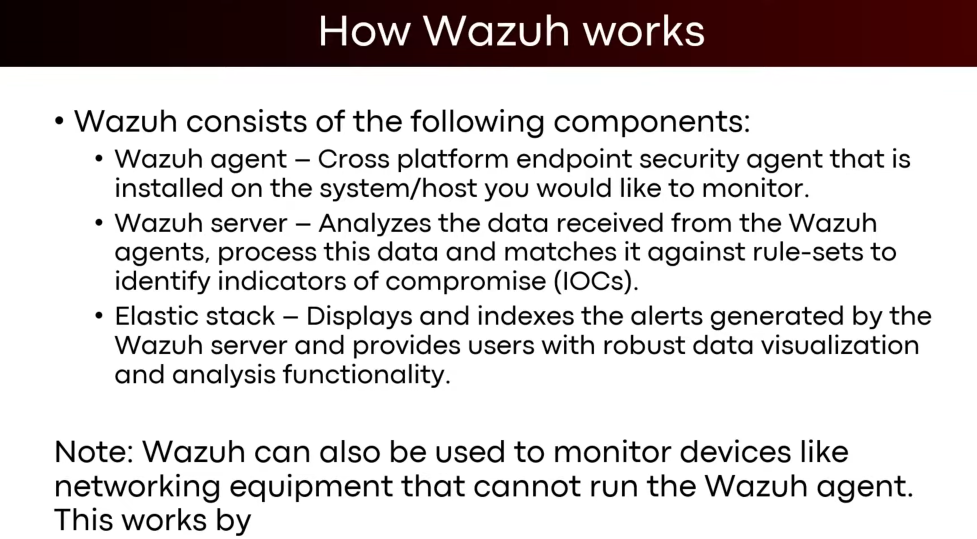 How Wazuh works
• Wazuh consists of the following components:
• Wazuh agent – Cross platform endpoint security agent that is
installed on the system/host you would like to monitor.
• Wazuh server – Analyzes the data received from the Wazuh
agents, process this data and matches it against rule-sets to
identify indicators of compromise (IOCs).
• Elastic stack – Displays and indexes the alerts generated by the
Wazuh server and provides users with robust data visualization
and analysis functionality.
Note: Wazuh can also be used to monitor devices like
networking equipment that cannot run the Wazuh agent.
This works by